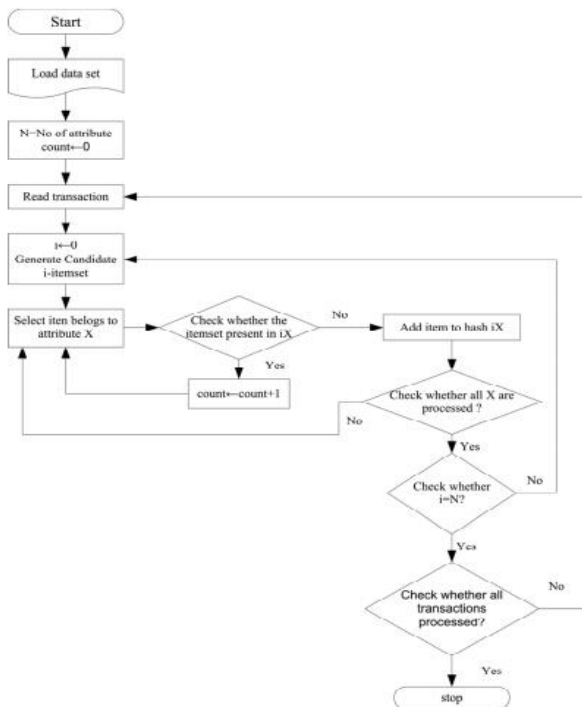 Start
Load data set
N=No of attribute
count←0
Read transaction
i←0
Generate Candidate
i-itemset
Select iten belogs to
attribute X
Check whether the
itemset present in iX
No
Add item to hash iX
Yes
count←count+1
Check whether all X are
processed ?
No
Yes
Check whether
i=N?
No
Yes
Check whether all
transactions
processed?
No
Yes
stop